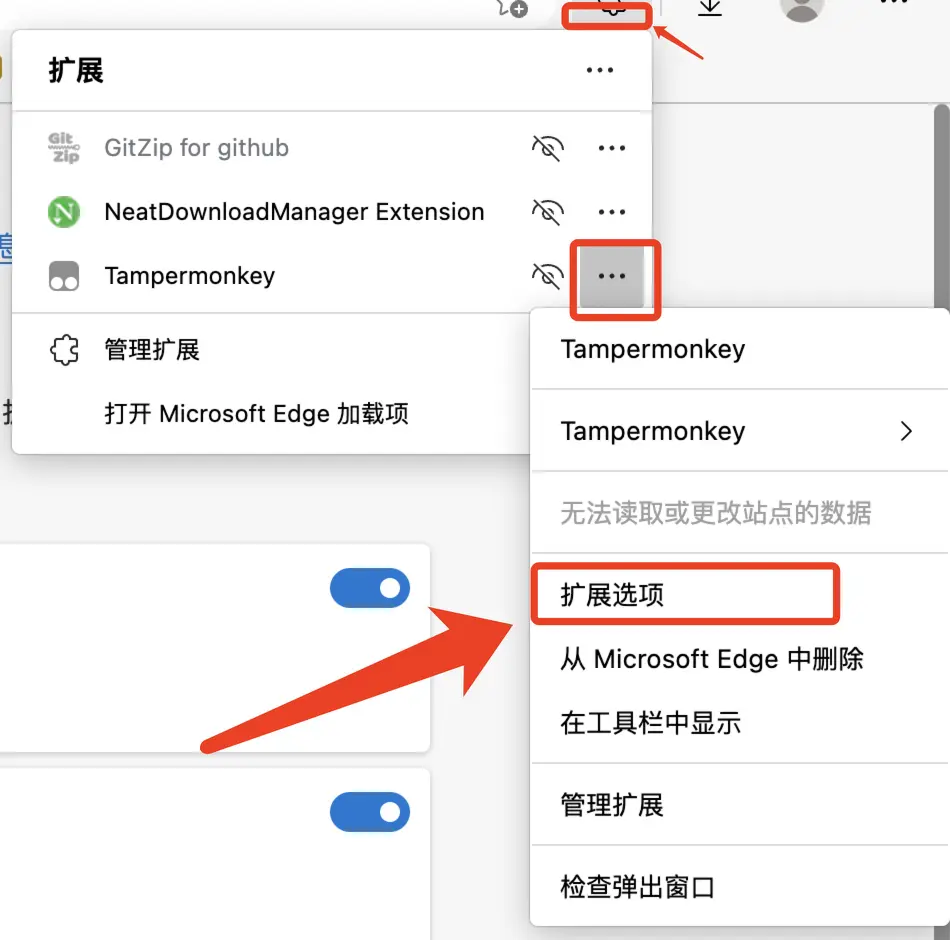 扩展
Git Zip
GitZip for github
NeatDownloadManager Extension
Tampermonkey
管理扩展
打开 Microsoft Edge 加载项
Tampermonkey
Tampermonkey
无法读取或更改站点的数据
扩展选项
从 Microsoft Edge 中删除
在工具栏中显示
管理扩展
检查弹出窗口